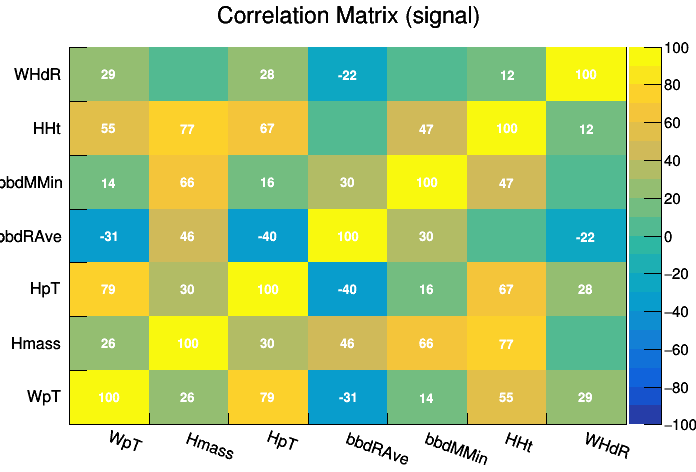 Correlation Matrix (signal)
WHdR 29 28 -22 12 100
HHt 55 77 67 47 100 12
bbdMMin 14 66 16 30 100 47
bbdRAve -31 46 -40 100 30 -22
HpT 79 30 100 -40 16 67 28
Hmass 26 100 30 46 66 77
WpT 100 26 79 -31 14 55 29
WpT Hmass HpT bbdRAve bbdMMin HHt WHdR
100
80
60
40
20
0
−20
−40
−60
−80
−100